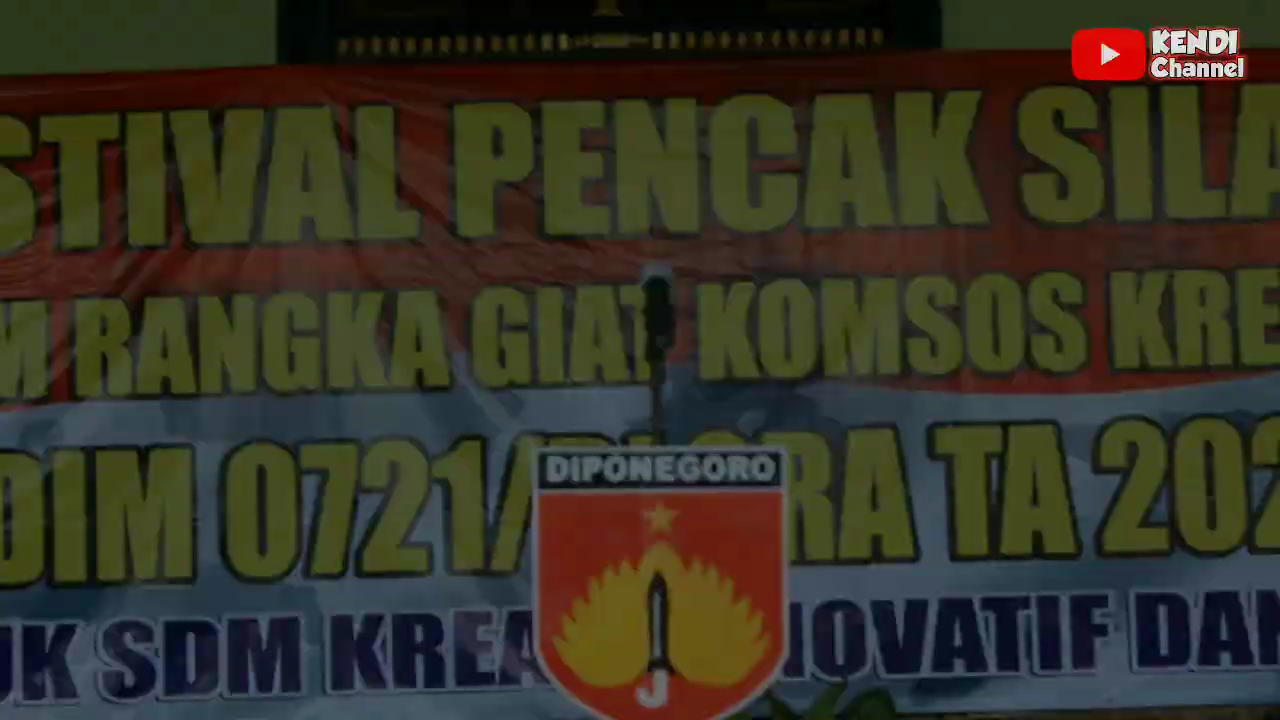 KENDI
Channel
STIVAL PENCAK SILA
M RANGKA GIAT KOMSOS KRE
DIM 0721/BLORA TA 202
DIPONEGORO
UK SDM KREA NOVATIF DAN
J